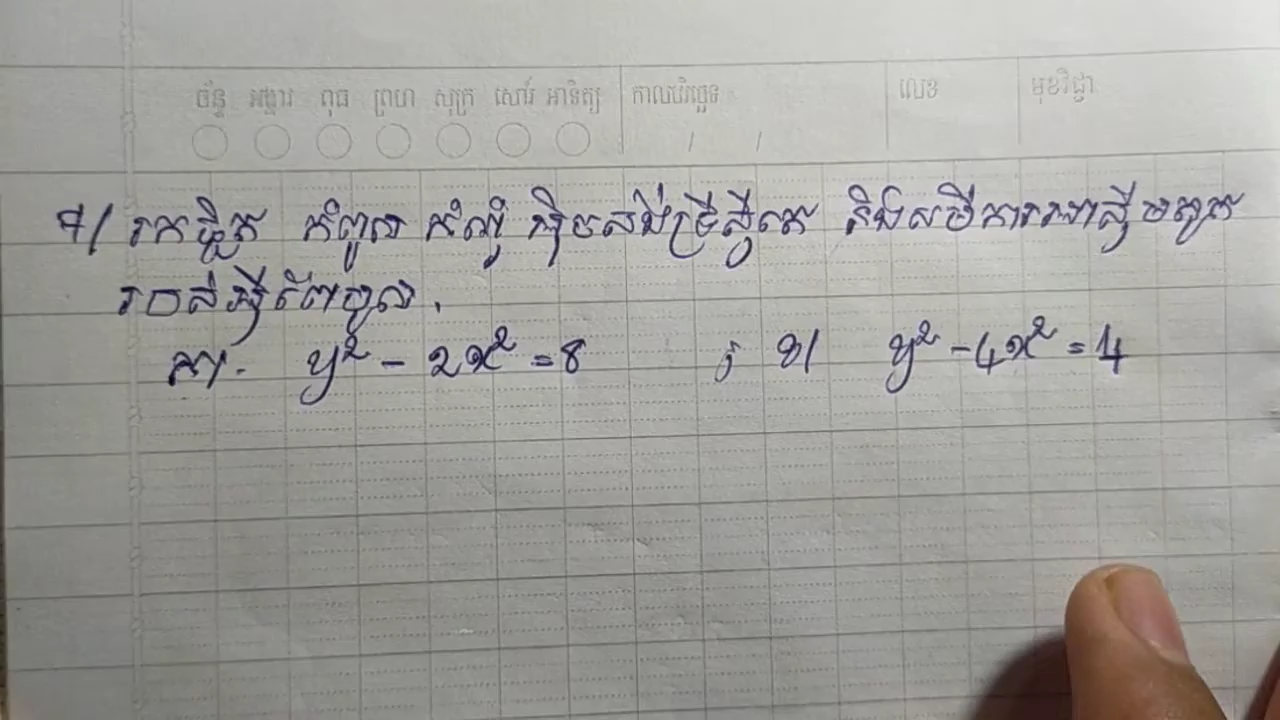 ច័ន្ទ អង្គារ ពុធ ព្រហ សុក្រ សៅរ៍ អាទិត្យ កាលបរិច្ឆេទ លេខ មុខវិជ្ជា
/ /
៨/ រកផ្ចិត កំពូល កំណុំ អ៊ិចសង់ទ្រីស៊ីតេ និងសមីការអាស៊ីមតូត
របស់អ៊ីពែបូល .
ក/. y² - 2x² = 8 ; ខ/ y² - 4x² = 4